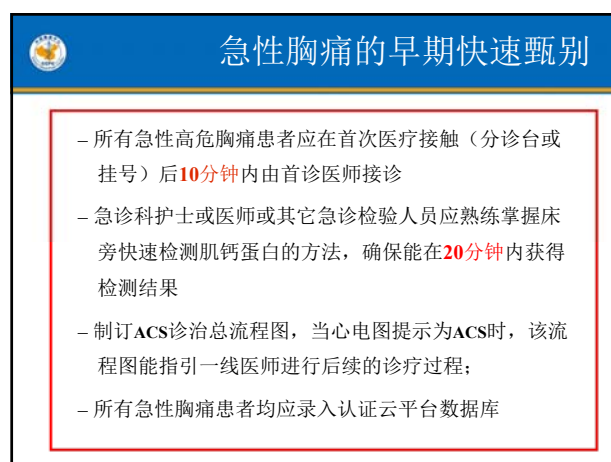 急性胸痛的早期快速甄别
– 所有急性高危胸痛患者应在首次医疗接触（分诊台或
挂号）后10分钟内由首诊医师接诊
– 急诊科护士或医师或其它急诊检验人员应熟练掌握床
旁快速检测肌钙蛋白的方法，确保能在20分钟内获得
检测结果
– 制订ACS诊治总流程图，当心电图提示为ACS时，该流
程图能指引一线医师进行后续的诊疗过程；
– 所有急性胸痛患者均应录入认证云平台数据库